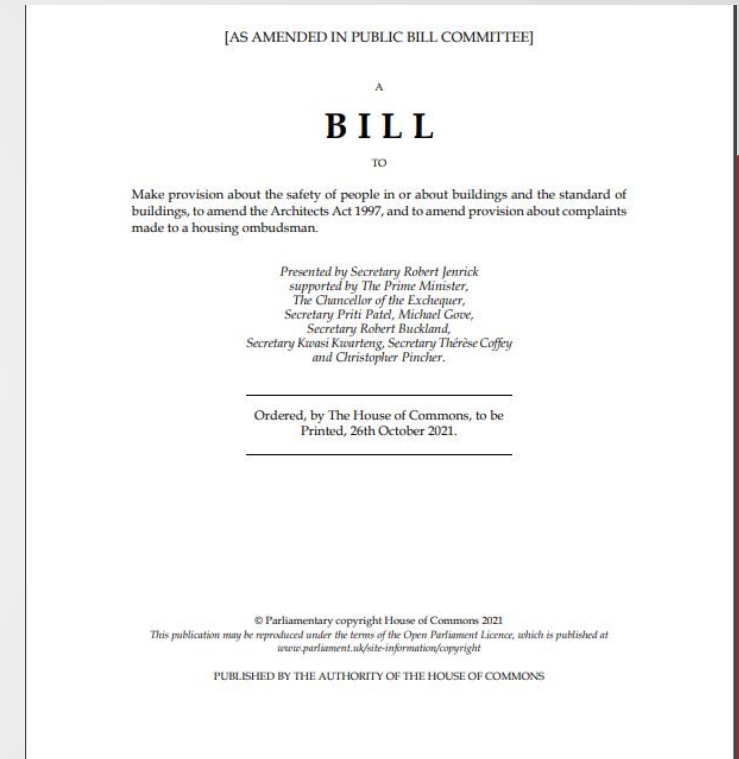 [AS AMENDED IN PUBLIC BILL COMMITTEE]
A
BILL
TO
Make provision about the safety of people in or about buildings and the standard of
buildings, to amend the Architects Act 1997, and to amend provision about complaints
made to a housing ombudsman.
Presented by Secretary Robert Jenrick
supported by The Prime Minister,
The Chancellor of the Exchequer,
Secretary Priti Patel, Michael Gove,
Secretary Robert Buckland,
Secretary Kwasi Kwarteng, Secretary Thérèse Coffey
and Christopher Pincher.
Ordered, by The House of Commons, to be
Printed, 26th October 2021.
© Parliamentary copyright House of Commons 2021
This publication may be reproduced under the terms of the Open Parliament Licence, which is published at
www.parliament.uk/site-information/copyright
PUBLISHED BY THE AUTHORITY OF THE HOUSE OF COMMONS